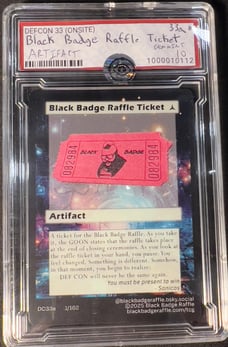 DEFCON 33 (ONSITE)
Black Badge Raffle Ticket
ARTIFACT
10
1000010112
Black Badge Raffle Ticket
082984
BLACK
BADGE
082984
Artifact
A ticket for the Black Badge Raffle. As you take
it, the GOON states that the raffle takes place
at the end of closing ceremonies. As you look at
the raffle ticket in your hand, you pause. You
feel changed. Something is different. Somehow,
in that moment, you begin to realize:
DEF CON will never be the same again.
You must be present to win
DC33a
/102
@blackbadgeraffle.bsky.social
©2025 Black Badge Raffle
blackbadgeraffle.com/tcg